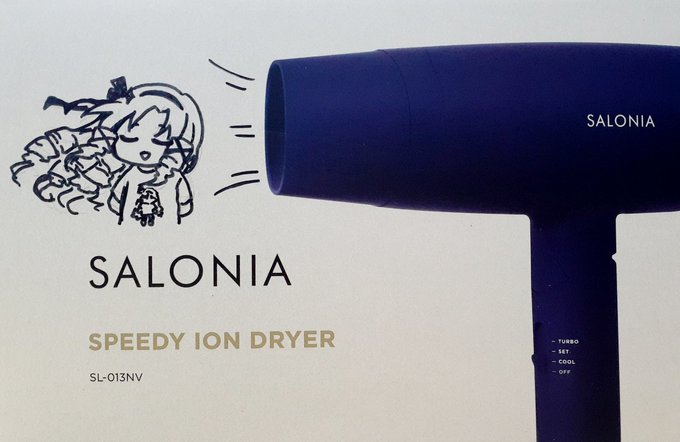 SALONIA
SALONIA
SPEEDY ION DRYER
SL-013NV
– TURBO
– SET
– COOL
– OFF